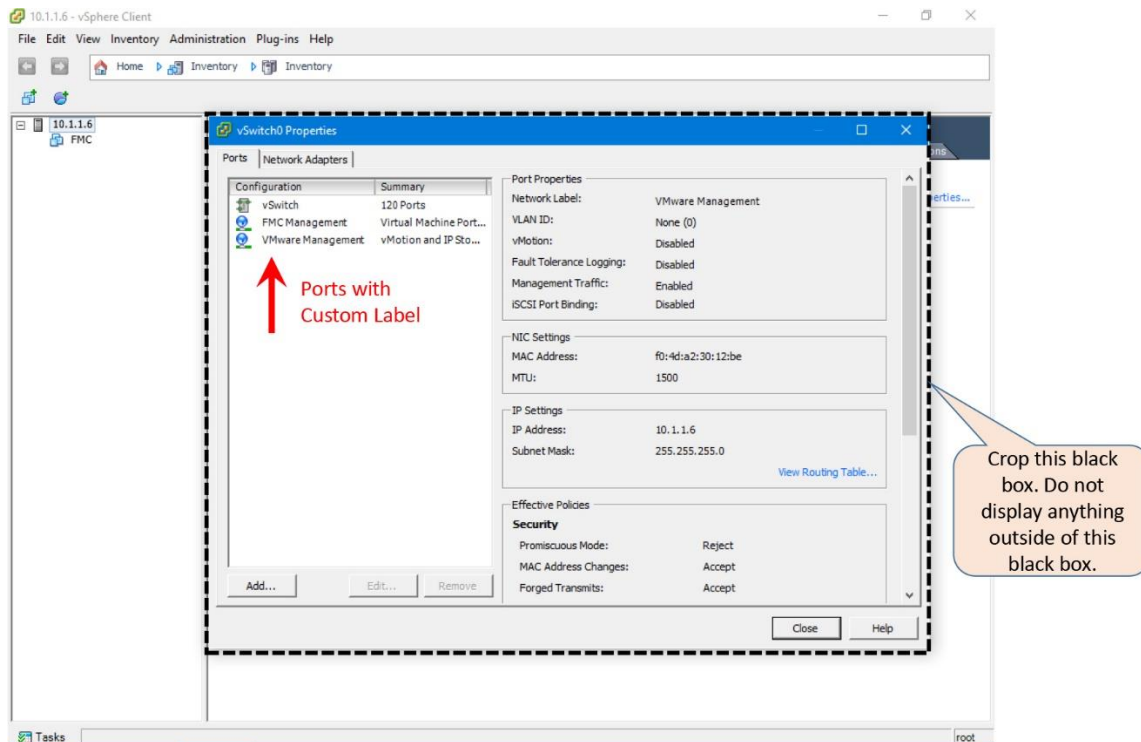 10.1.1.6 - vSphere Client
File Edit View Inventory Administration Plug-ins Help
Home Inventory Inventory
10.1.1.6
FMC
vSwitch0 Properties
Ports Network Adapters
Configuration Summary
vSwitch 120 Ports
FMC Management Virtual Machine Port...
VMware Management vMotion and IP Sto...
Ports with
Custom Label
Add... Edit... Remove
Port Properties
Network Label: VMware Management
VLAN ID: None (0)
vMotion: Disabled
Fault Tolerance Logging: Disabled
Management Traffic: Enabled
iSCSI Port Binding: Disabled
NIC Settings
MAC Address: f0:4d:a2:30:12:be
MTU: 1500
IP Settings
IP Address: 10.1.1.6
Subnet Mask: 255.255.255.0
View Routing Table...
Effective Policies
Security
Promiscuous Mode: Reject
MAC Address Changes: Accept
Forged Transmits: Accept
Close Help
ons
erties...
Crop this black
box. Do not
display anything
outside of this
black box.
Tasks root